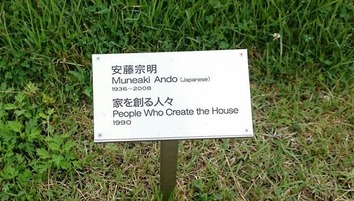 安藤宗明
Muneaki Ando (Japanese)
1936-2008
家を創る人々
People Who Create the House
1990